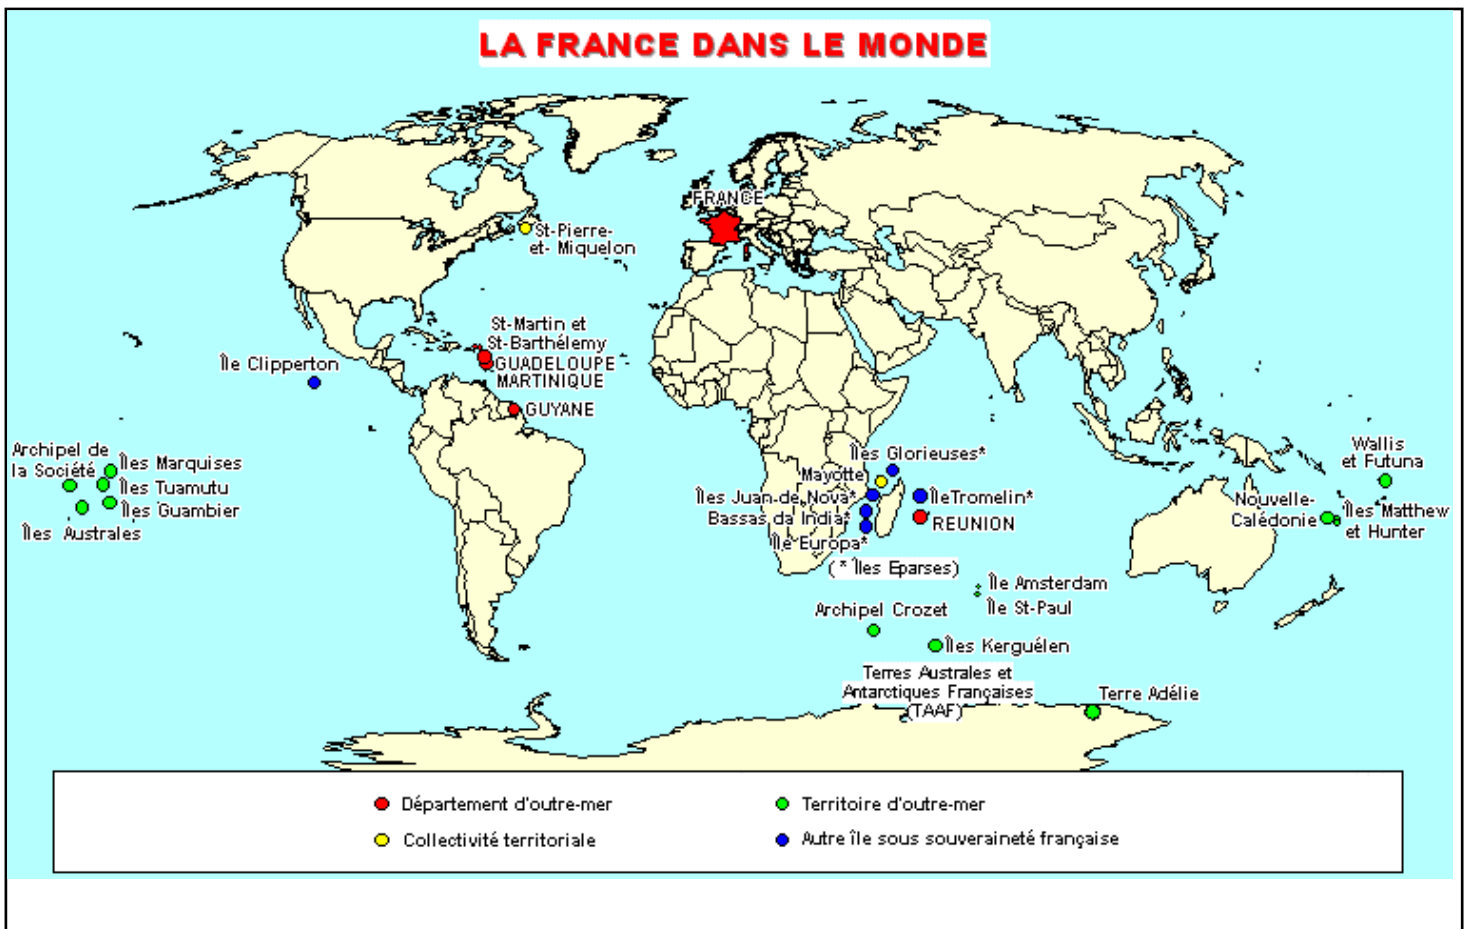 LA FRANCE DANS LE MONDE
FRANCE
St-Pierre-
et- Miquelon
St-Martin et
St-Barthélemy
GUADELOUPE
MARTINIQUE
Île Clipperton
GUYANE
Archipel de
la Société
Îles Marquises
Îles Tuamutu
Îles Guambier
Îles Australes
Îles Glorieuses*
Mayotte
Îles Juan de Nova*
Bassas da India*
Île Europa*
ÎleTromelin*
REUNION
(* Îles Eparses)
Wallis
et Futuna
Nouvelle-
Calédonie
Îles Matthew
et Hunter
Île Amsterdam
Île St-Paul
Archipel Crozet
Îles Kerguélen
Terres Australes et
Antarctiques Françaises
(TAAF)
Terre Adélie
Département d'outre-mer
Territoire d'outre-mer
Collectivité territoriale
Autre île sous souveraineté française